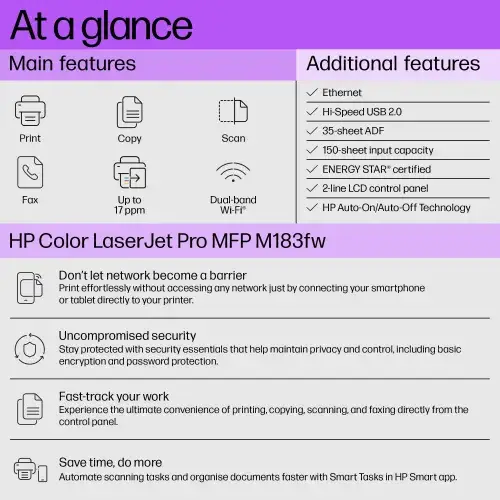 At a glance
Main features
Additional features
Print
Copy
Scan
Fax
Up to
17 ppm
Dual-band
Wi-Fi®
Ethernet
Hi-Speed USB 2.0
35-sheet ADF
150-sheet input capacity
ENERGY STAR® certified
2-line LCD control panel
HP Auto-On/Auto-Off Technology
HP Color LaserJet Pro MFP M183fw
Don't let network become a barrier
Print effortlessly without accessing any network just by connecting your smartphone
or tablet directly to your printer.
Uncompromised security
Stay protected with security essentials that help maintain privacy and control, including basic
encryption and password protection.
Fast-track your work
Experience the ultimate convenience of printing, copying, scanning, and faxing directly from the
control panel.
Save time, do more
Automate scanning tasks and organise documents faster with Smart Tasks in HP Smart app.